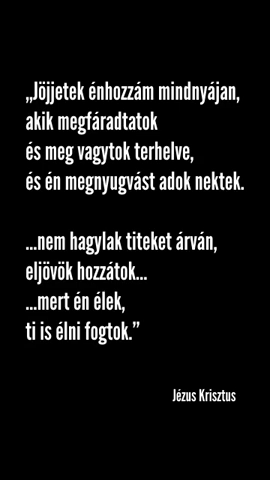 „Jöjjetek énhozzám mindnyájan,
akik megfáradtatok
és meg vagytok terhelve,
és én megnyugvást adok nektek.
...nem hagylak titeket árván,
eljövök hozzátok...
...mert én élek,
ti is élni fogtok.”
Jézus Krisztus